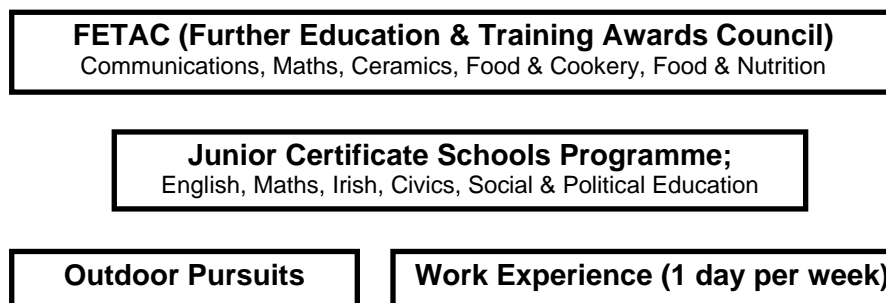 FETAC (Further Education & Training Awards Council)
Communications, Maths, Ceramics, Food & Cookery, Food & Nutrition
Junior Certificate Schools Programme;
English, Maths, Irish, Civics, Social & Political Education
Outdoor Pursuits
Work Experience (1 day per week)